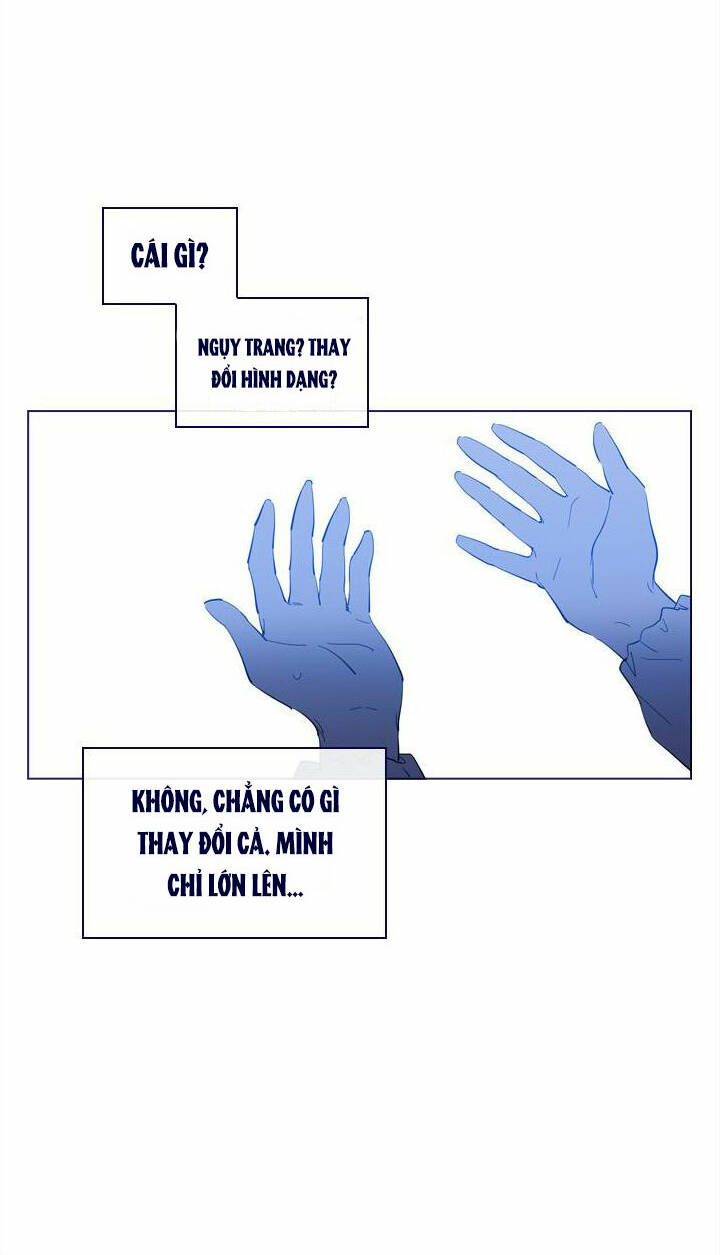 CÁI GÌ?
NGỤY TRANG? THAY
ĐỔI HÌNH DẠNG?
KHÔNG, CHẲNG CÓ GÌ
THAY ĐỔI CẢ. MÌNH
CHỈ LỚN LÊN...